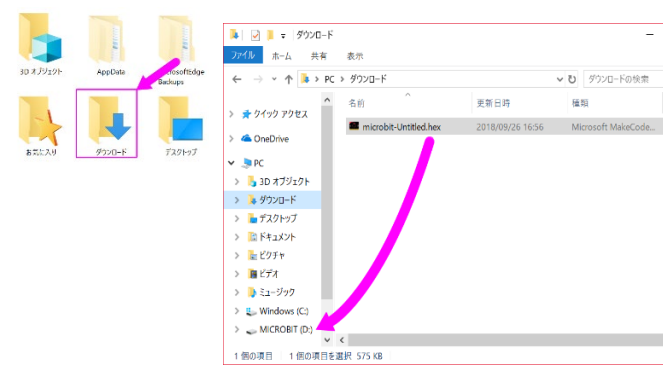 3D オブジェクト
AppData
MicrosoftEdge
Backups
お気に入り
ダウンロード
デスクトップ
ダウンロード
ファイル ホーム 共有 表示
PC > ダウンロード
ダウンロードの検索
名前 更新日時 種類
クイック アクセス
microbit-Untitled.hex 2018/09/26 16:56 Microsoft MakeCode...
OneDrive
PC
3D オブジェクト
ダウンロード
デスクトップ
ドキュメント
ピクチャ
ビデオ
ミュージック
Windows (C:)
MICROBIT (D:)
1 個の項目 1 個の項目を選択 575 KB